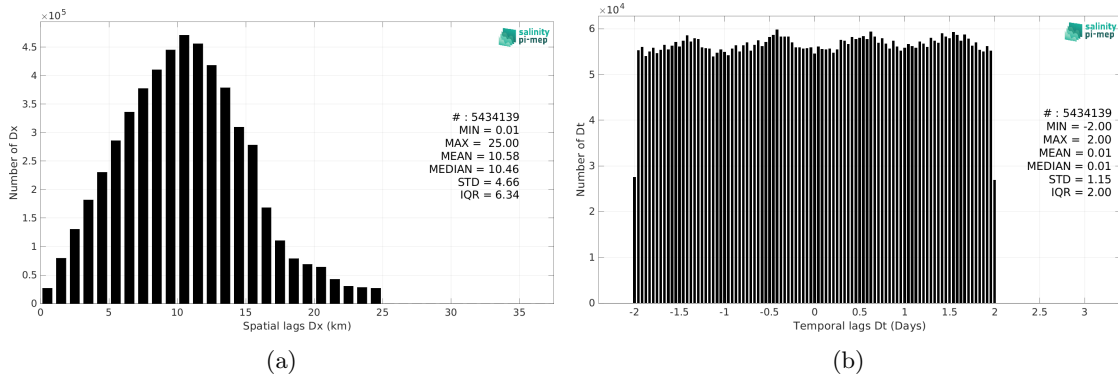 ×10⁵
4.5
4
3.5
3
2.5
2
1.5
1
0.5
0
Number of Dx
0 5 10 15 20 25 30 35
Spatial lags Dx (km)
salinity
pi-mep
# : 5434139
MIN = 0.01
MAX = 25.00
MEAN = 10.58
MEDIAN = 10.46
STD = 4.66
IQR = 6.34
(a)
×10⁴
6
5
4
3
2
1
0
Number of Dt
-2 -1.5 -1 -0.5 0 0.5 1 1.5 2 2.5 3
Temporal lags Dt (Days)
salinity
pi-mep
# : 5434139
MIN = -2.00
MAX = 2.00
MEAN = 0.01
MEDIAN = 0.01
STD = 1.15
IQR = 2.00
(b)